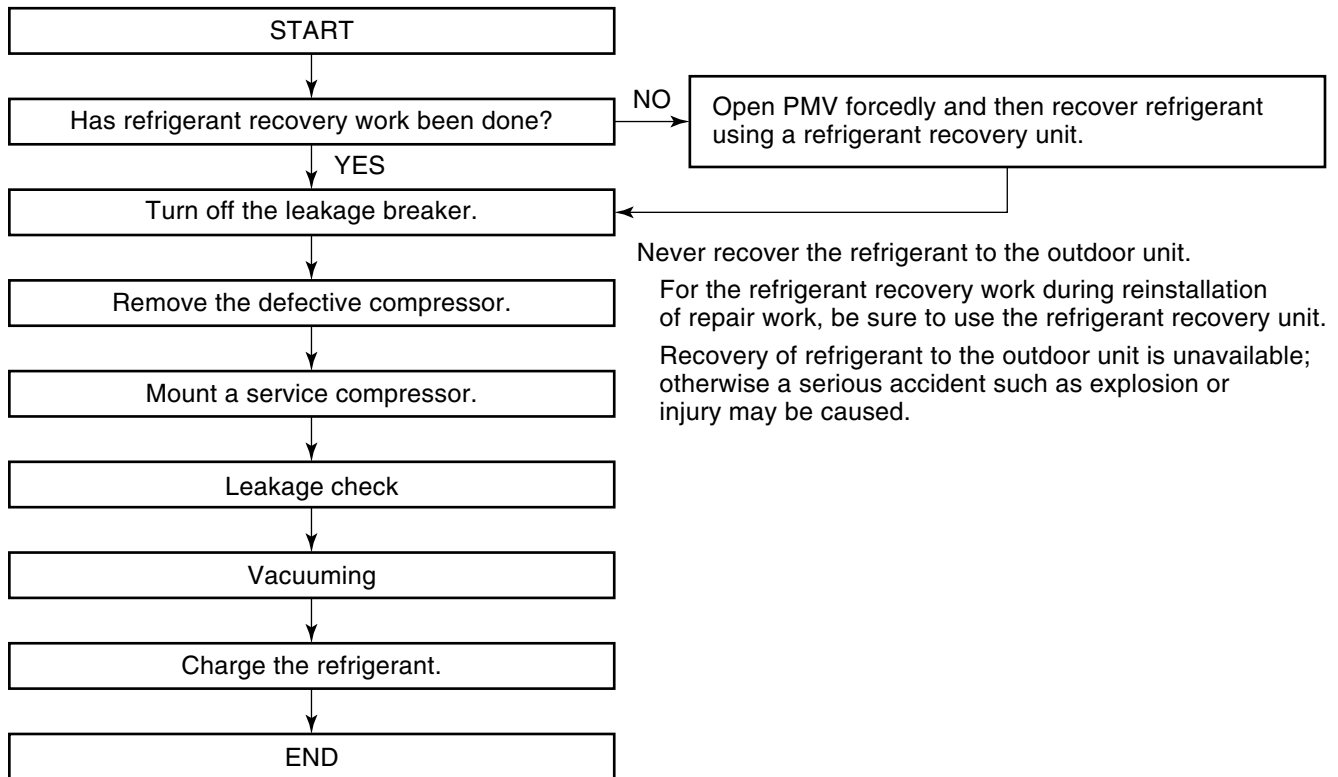 START
Has refrigerant recovery work been done?
NO
Open PMV forcedly and then recover refrigerant
using a refrigerant recovery unit.
YES
Turn off the leakage breaker.
Never recover the refrigerant to the outdoor unit.
For the refrigerant recovery work during reinstallation
of repair work, be sure to use the refrigerant recovery unit.
Recovery of refrigerant to the outdoor unit is unavailable;
otherwise a serious accident such as explosion or
injury may be caused.
Remove the defective compressor.
Mount a service compressor.
Leakage check
Vacuuming
Charge the refrigerant.
END